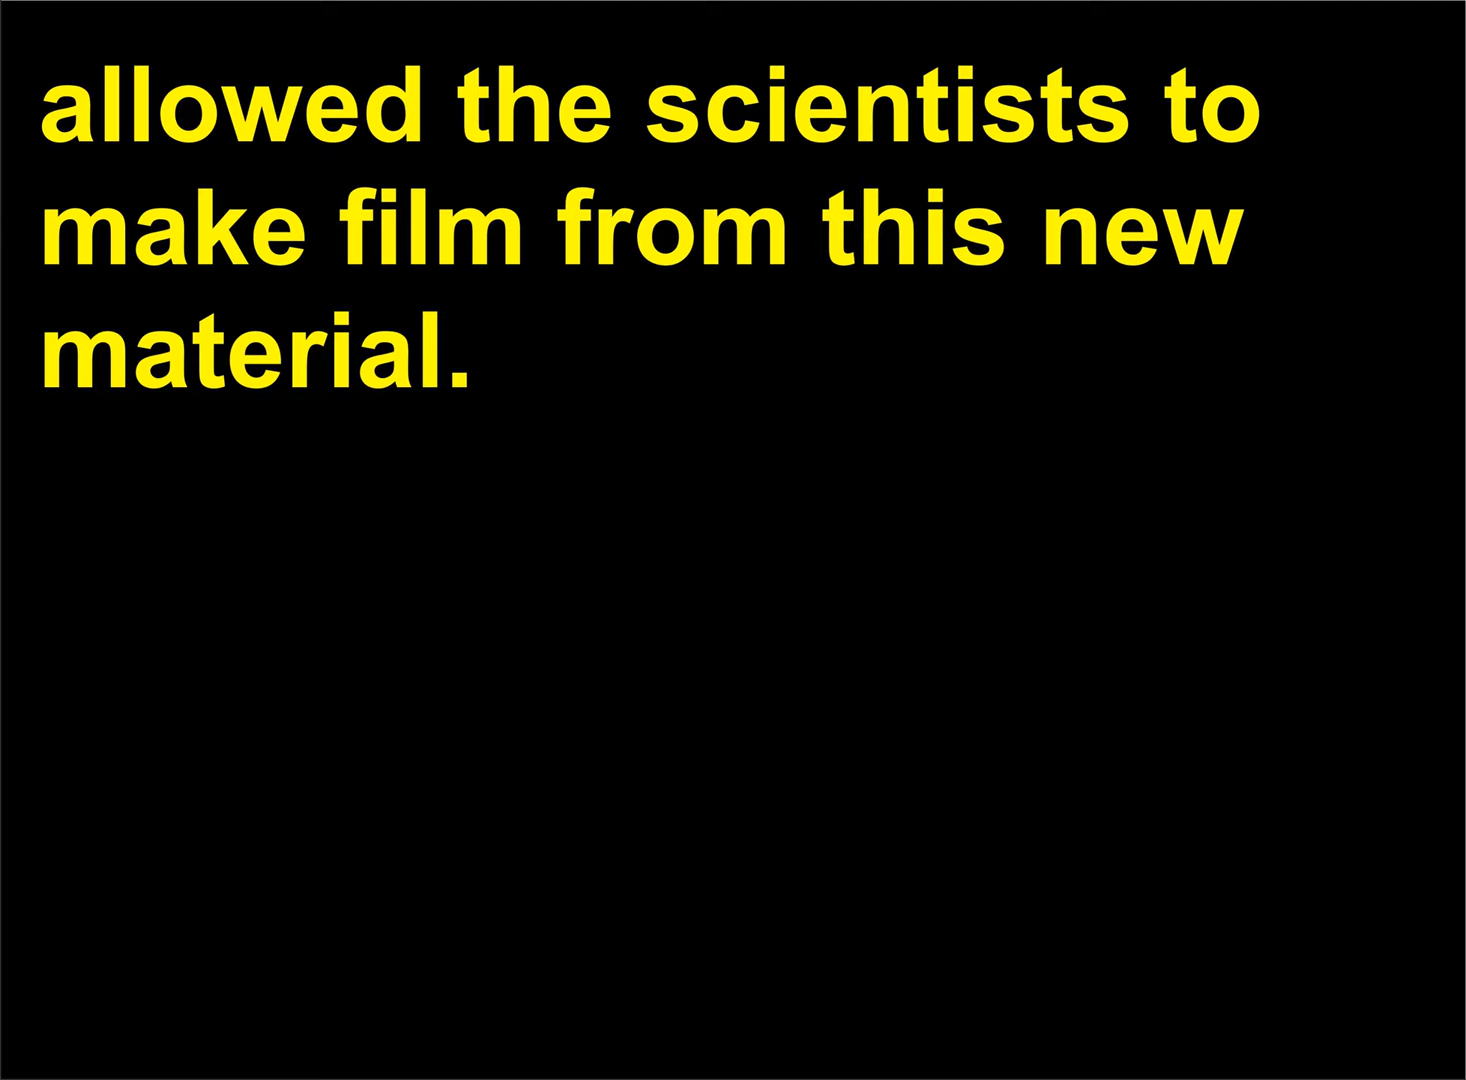 allowed the scientists to
make film from this new
material.